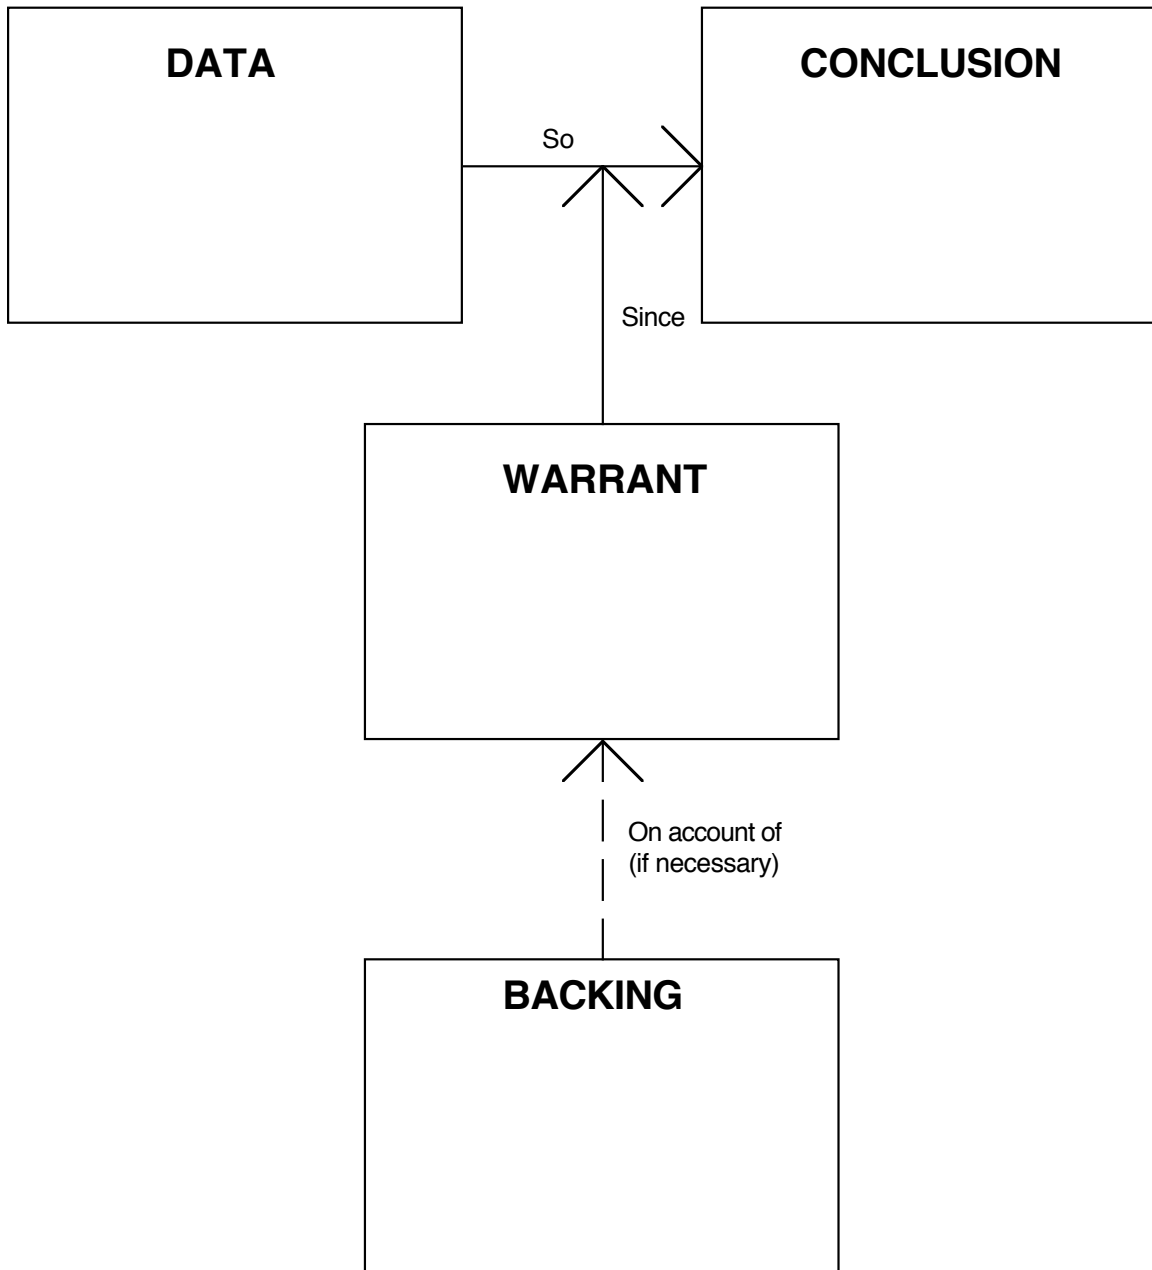 DATA
CONCLUSION
So
Since
WARRANT
On account of
(if necessary)
BACKING